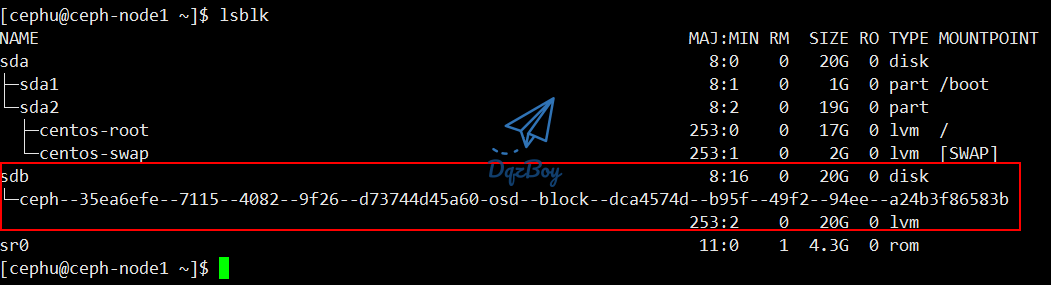 [cephu@ceph-node1 ~]$ lsblk
NAME MAJ:MIN RM SIZE RO TYPE MOUNTPOINT
sda 8:0 0 20G 0 disk
├─sda1 8:1 0 1G 0 part /boot
└─sda2 8:2 0 19G 0 part
├─centos-root 253:0 0 17G 0 lvm /
└─centos-swap 253:1 0 2G 0 lvm [SWAP]
DqzBoy
sdb 8:16 0 20G 0 disk
└─ceph--35ea6efe--7115--4082--9f26--d73744d45a60-osd--block--dca4574d--b95f--49f2--94ee--a24b3f86583b
253:2 0 20G 0 lvm
sr0 11:0 1 4.3G 0 rom
[cephu@ceph-node1 ~]$